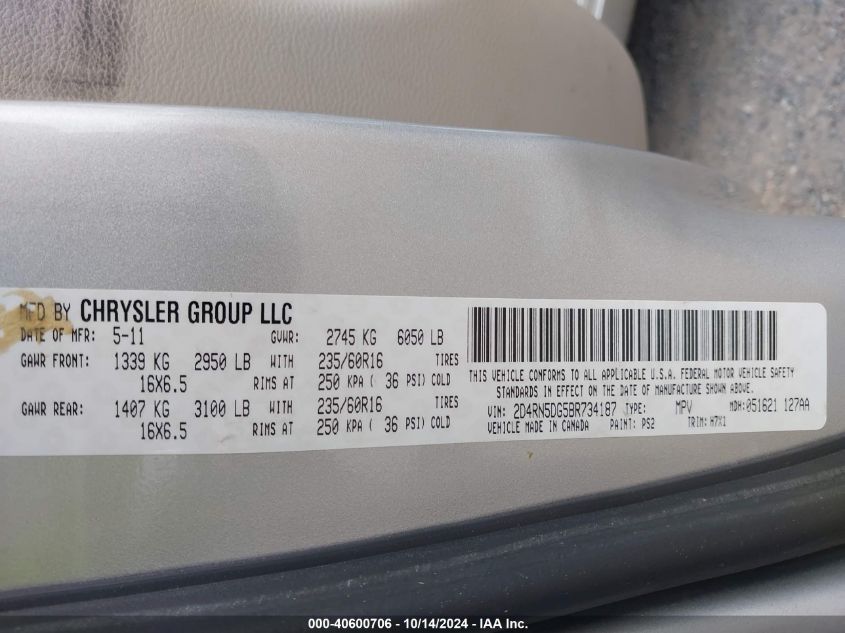 MFD BY CHRYSLER GROUP LLC
DATE OF MFR: 5-11 GVWR: 2745 KG 6050 LB
GAWR FRONT: 1339 KG 2950 LB WITH 235/60R16 TIRES
16X6.5 RIMS AT 250 KPA ( 36 PSI) COLD
GAWR REAR: 1407 KG 3100 LB WITH 235/60R16 TIRES
16X6.5 RIMS AT 250 KPA ( 36 PSI) COLD
THIS VEHICLE CONFORMS TO ALL APPLICABLE U.S.A. FEDERAL MOTOR VEHICLE SAFETY
STANDARDS IN EFFECT ON THE DATE OF MANUFACTURE SHOWN ABOVE.
VIN: 2D4RN5DG5BR734187 TYPE: MPV MDH: 051621 127AA
VEHICLE MADE IN CANADA PAINT: PS2 TRIM: H7X1
000-40600706 - 10/14/2024 - IAA Inc.